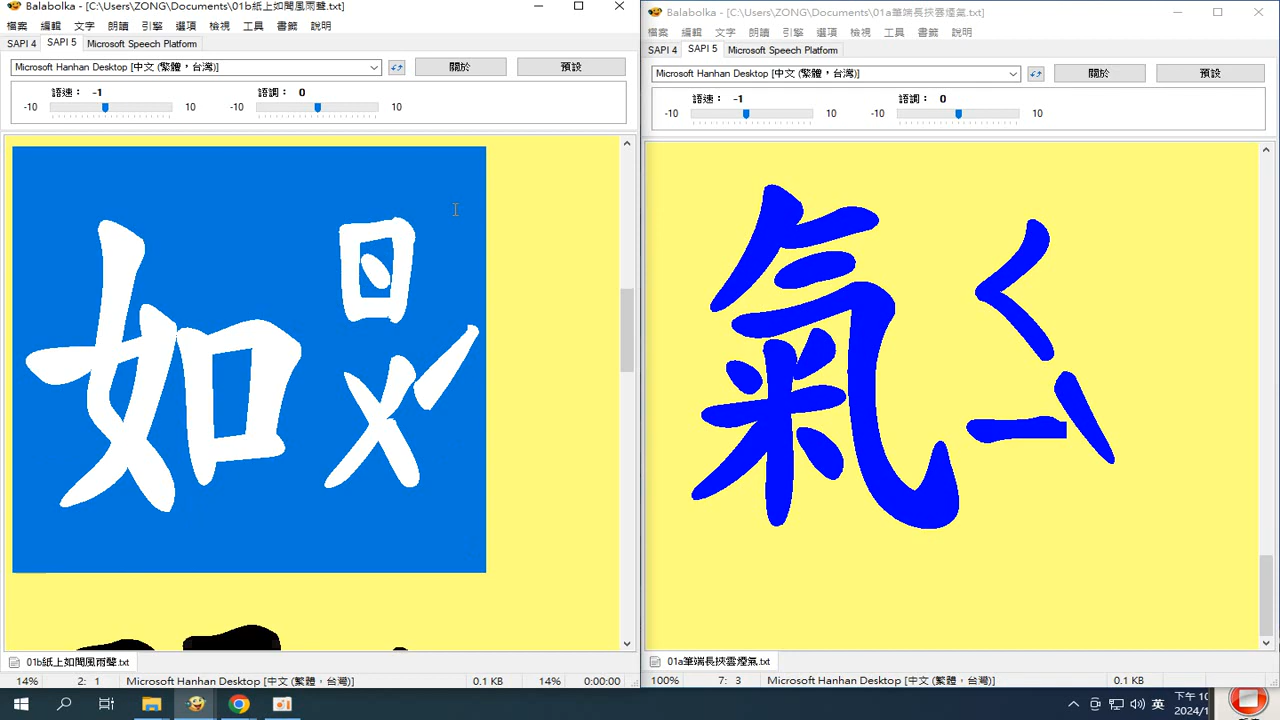 Balabolka - [C:\Users\ZONG\Documents\01b紙上如聞風雨聲.txt]
檔案 編輯 文字 朗讀 引擎 選項 檢視 工具 書籤 說明
SAPI 4 SAPI 5 Microsoft Speech Platform
Microsoft Hanhan Desktop [中文 (繁體，台灣)] 關於 預設
語速： -1 語調： 0
-10 10 -10 10
如ㄖㄨˊ
01b紙上如聞風雨聲.txt
14% 2: 1 Microsoft Hanhan Desktop [中文 (繁體，台灣)] 0.1 KB 14% 0:00:00
Balabolka - [C:\Users\ZONG\Documents\01a筆端長挾雲煙氣.txt]
檔案 編輯 文字 朗讀 引擎 選項 檢視 工具 書籤 說明
SAPI 4 SAPI 5 Microsoft Speech Platform
Microsoft Hanhan Desktop [中文 (繁體，台灣)] 關於 預設
語速： -1 語調： 0
-10 10 -10 10
氣ㄑㄧˋ
01a筆端長挾雲煙氣.txt
100% 7: 3 Microsoft Hanhan Desktop [中文 (繁體，台灣)] 0.1 KB
英 下午 10
2024/1